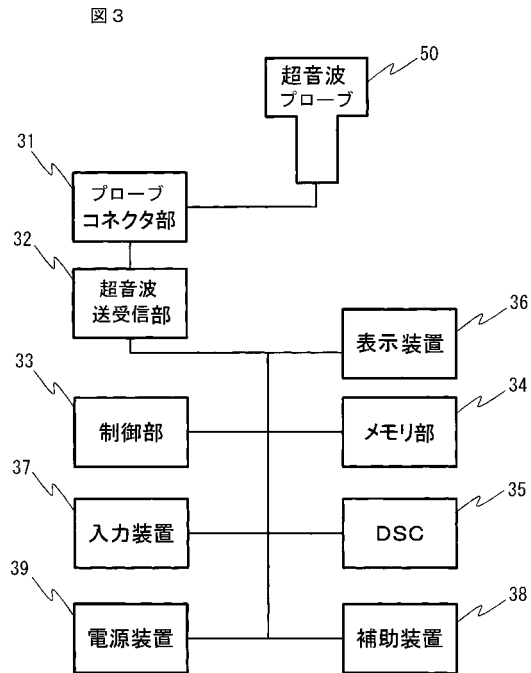 図3
50
超音波
プローブ
31
プローブ
コネクタ部
32
超音波
送受信部
36
表示装置
33
制御部
34
メモリ部
37
入力装置
35
DSC
39
電源装置
38
補助装置